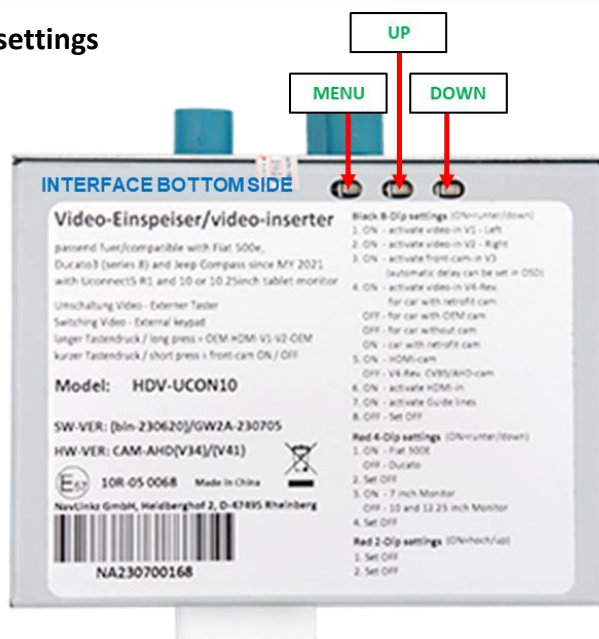 settings
UP
MENU
DOWN
INTERFACE BOTTOM SIDE
Video-Einspeiser/video-inserter
passend fuer/compatible with Fiat 500e,
Ducato3 (series 8) and Jeep Compass since MY 2021
with Uconnect5 R1 and 10 or 10.25inch tablet monitor
Umschaltung Video - Externer Taster
Switching Video - External keypad
langer Tastendruck / long press = OEM-HDMI-V1-V2-OEM
kurzer Tastendruck / short press = front-cam ON / OFF
Model: HDV-UCON10
SW-VER: (bln-230620)/GW2A-230705
HW-VER: CAM-AHD(V34)/(V41)
E57 10R-05 0068 Made in China
NavLinkz GmbH, Heidberghof 2, D-47495 Rheinberg
NA230700168
Black 8-Dip settings (ON=runter/down)
1. ON - activate video-in V1 - Left
2. ON - activate video-in V2 - Right
3. ON - activate front-cam in V3
(automatic delay can be set in OSD)
4. ON - activate video-in V4-Rev.
for car with retrofit cam
OFF - for car with OEM cam
OFF - for car without cam
ON - car with retrofit cam
5. ON - HDMI-cam
OFF - V4-Rev. CVBS/AHD-cam
6. ON - activate HDMI-in
7. ON - activate Guide lines
8. OFF - Set OFF
Red 4-Dip settings (ON=runter/down)
1. ON - Fiat 500E
OFF - Ducato
2. Set OFF
3. ON - 7 inch Monitor
OFF - 10 and 12.25 inch Monitor
4. Set OFF
Red 2-Dip settings (ON=hoch/up)
1. Set OFF
2. Set OFF